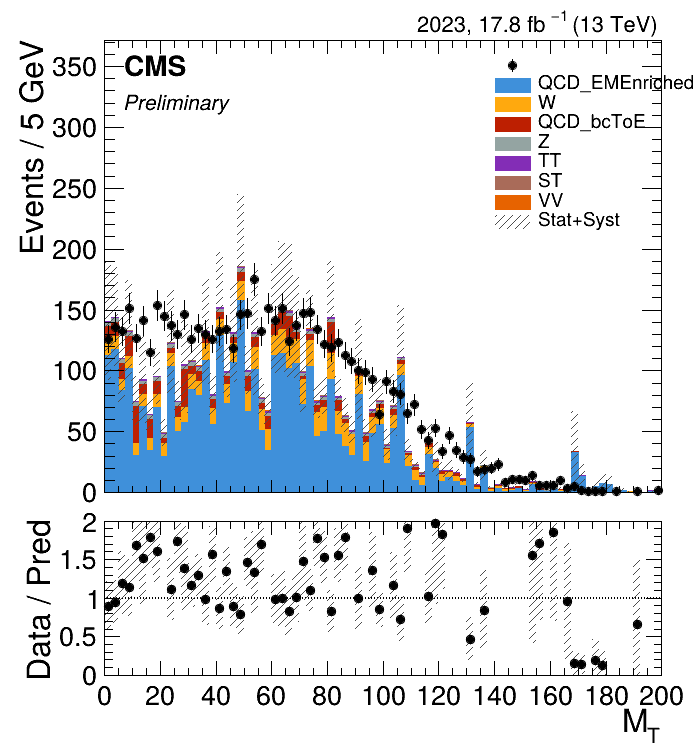 2023, 17.8 fb⁻¹ (13 TeV)
Events / 5 GeV
350
300
250
200
150
100
50
0
CMS
Preliminary
QCD_EMEnriched
W
QCD_bcToE
Z
TT
ST
VV
Stat+Syst
Data / Pred
2
1.5
1
0.5
0
0 20 40 60 80 100 120 140 160 180 200
M_T